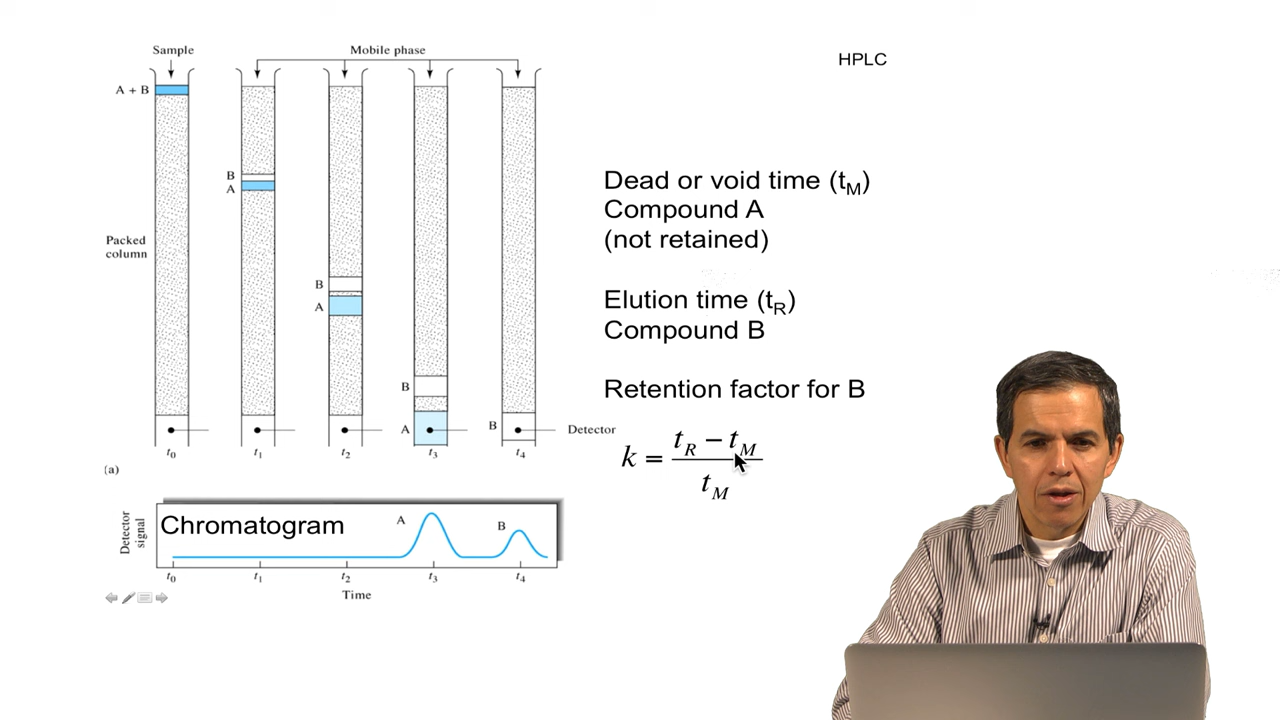 Sample
Mobile phase
HPLC
A + B
B
A
Packed
column
B
A
B
A
B
Detector
t0
t1
t2
t3
t4
(a)
Dead or void time (tM)
Compound A
(not retained)
Elution time (tR)
Compound B
Retention factor for B
k = tR − tM / tM
Detector
signal
Chromatogram
A
B
t0
t1
t2
t3
t4
Time